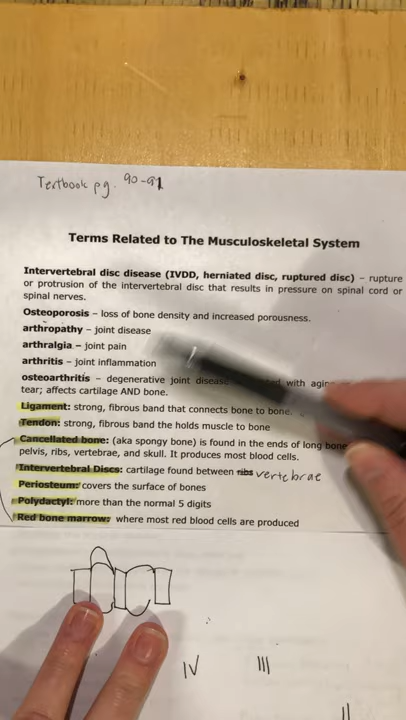 Textbook pg. 90-91
Terms Related to The Musculoskeletal System
Intervertebral disc disease (IVDD, herniated disc, ruptured disc) – rupture
or protrusion of the intervertebral disc that results in pressure on spinal cord or
spinal nerves.
Osteoporosis – loss of bone density and increased porousness.
arthropathy – joint disease
arthralgia – joint pain
arthritis – joint inflammation
osteoarthritis – degenerative joint disease with
tear; affects cartilage AND bone.
Ligament: strong, fibrous band that connects bone to bone.
Tendon: strong, fibrous band the holds muscle to bone
Cancellated bone: (aka spongy bone) is found in the ends of long bone
pelvis, ribs, vertebrae, and skull. It produces most blood cells.
Intervertebral Discs: cartilage found between ribs vertebrae
Periosteum: covers the surface of bones
Polydactyl: more than the normal 5 digits
Red bone marrow: where most red blood cells are produced
IV III
II